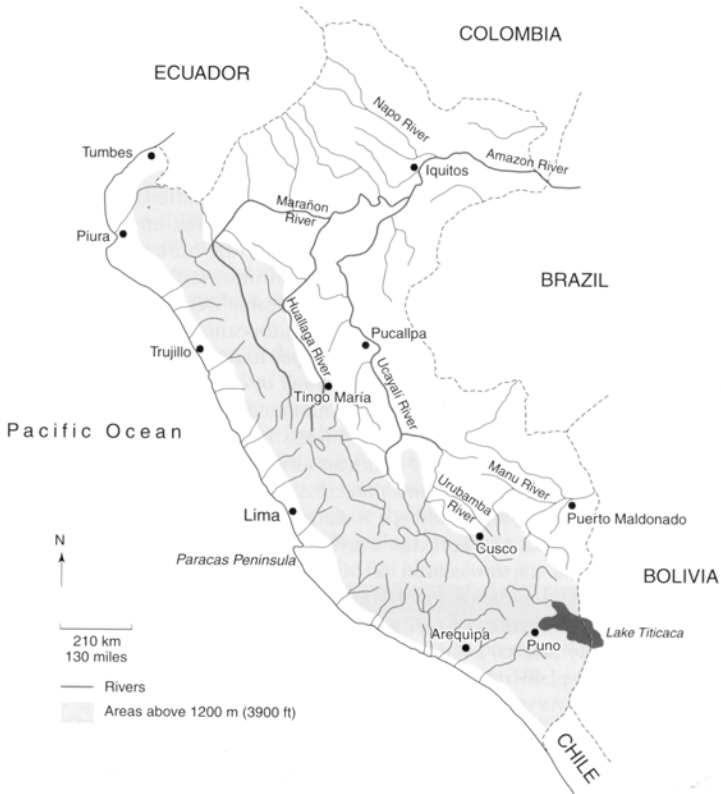 COLOMBIA
ECUADOR
Napo River
Tumbes
Iquitos
Amazon River
Marañon
River
Piura
BRAZIL
Huallaga River
Pucallpa
Trujillo
Ucayali River
Tingo María
Pacific Ocean
Manu River
Urubamba
River
Lima
Puerto Maldonado
N
Cusco
Paracas Peninsula
BOLIVIA
210 km
130 miles
Arequipa
Puno
Lake Titicaca
Rivers
Areas above 1200 m (3900 ft)
CHILE